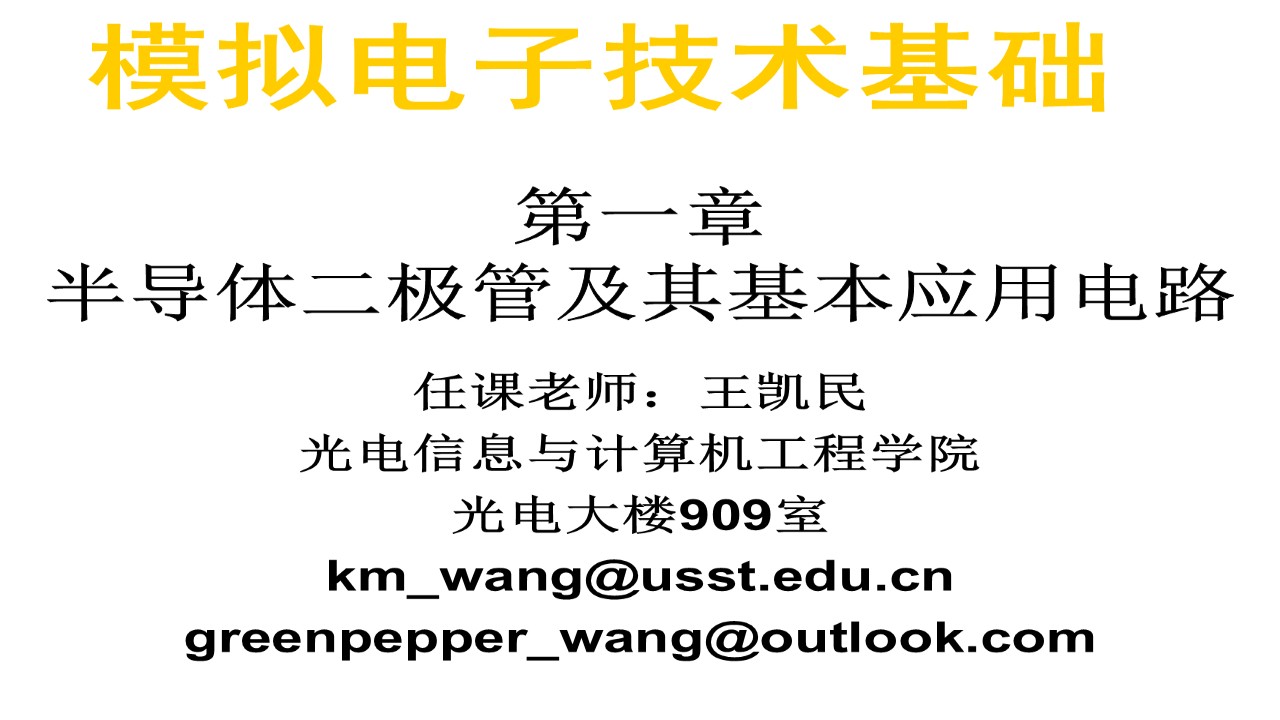 模拟电子技术基础
第一章
半导体二极管及其基本应用电路
任课老师：王凯民
光电信息与计算机工程学院
光电大楼909室
km_wang@usst.edu.cn
greenpepper_wang@outlook.com